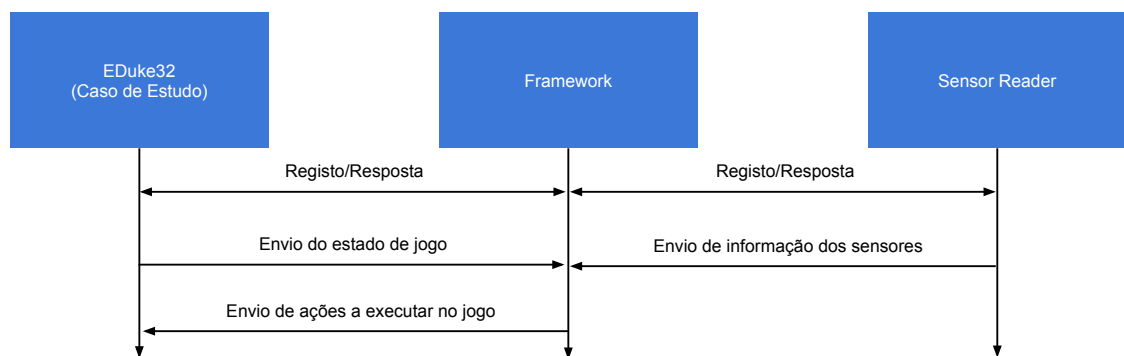 EDuke32
(Caso de Estudo)
Framework
Sensor Reader
Registo/Resposta
Registo/Resposta
Envio do estado de jogo
Envio de informação dos sensores
Envio de ações a executar no jogo